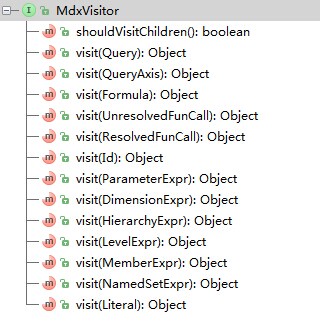 MdxVisitor
shouldVisitChildren(): boolean
visit(Query): Object
visit(QueryAxis): Object
visit(Formula): Object
visit(UnresolvedFunCall): Object
visit(ResolvedFunCall): Object
visit(Id): Object
visit(ParameterExpr): Object
visit(DimensionExpr): Object
visit(HierarchyExpr): Object
visit(LevelExpr): Object
visit(MemberExpr): Object
visit(NamedSetExpr): Object
visit(Literal): Object